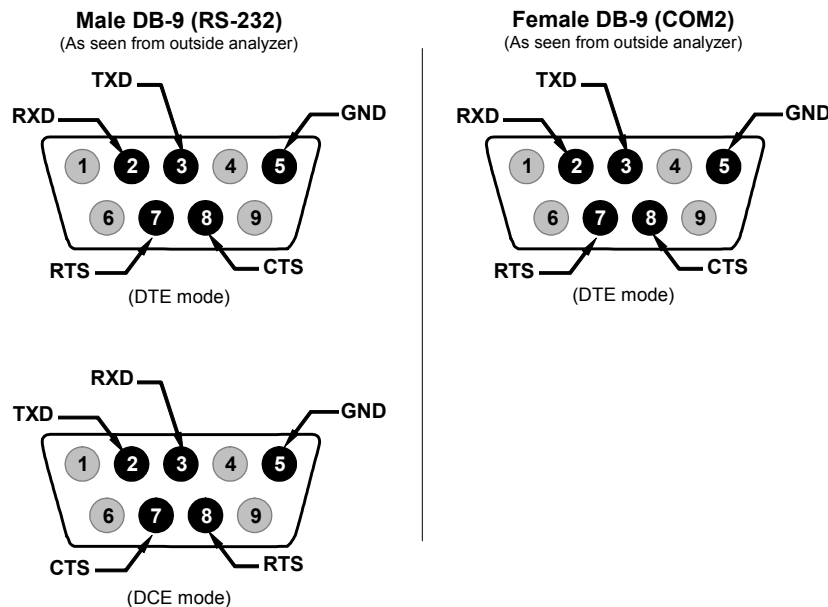 Male DB-9 (RS-232)
(As seen from outside analyzer)
TXD
RXD
GND
1 2 3 4 5
6 7 8 9
RTS
CTS
(DTE mode)
RXD
TXD
GND
1 2 3 4 5
6 7 8 9
CTS
RTS
(DCE mode)
Female DB-9 (COM2)
(As seen from outside analyzer)
TXD
RXD
GND
1 2 3 4 5
6 7 8 9
RTS
CTS
(DTE mode)